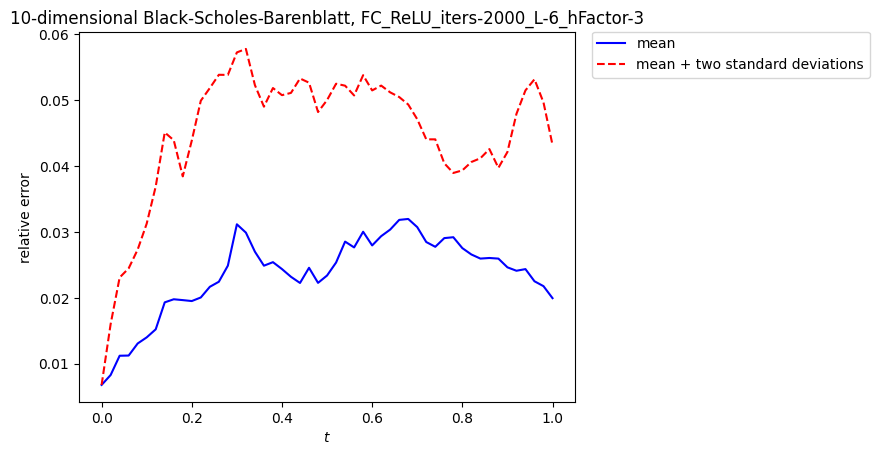 10-dimensional Black-Scholes-Barenblatt, FC_ReLU_iters-2000_L-6_hFactor-3
mean
mean + two standard deviations
relative error
0.06
0.05
0.04
0.03
0.02
0.01
0.0
0.2
0.4
0.6
0.8
1.0
t